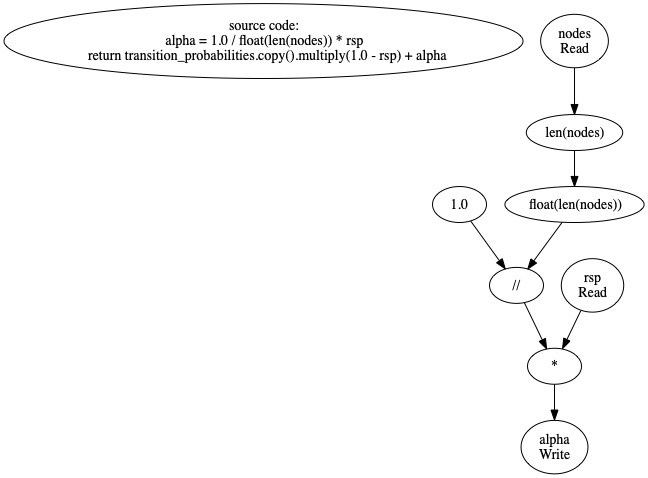 source code:
alpha = 1.0 / float(len(nodes)) * rsp
return transition_probabilities.copy().multiply(1.0 - rsp) + alpha
nodes
Read
len(nodes)
1.0
float(len(nodes))
//
rsp
Read
*
alpha
Write